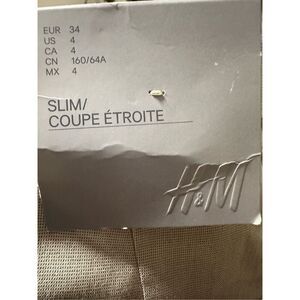 EUR 34
US 4
CA 4
CN 160/64A
MX 4
SLIM/
COUPE ÉTROITE
H&M